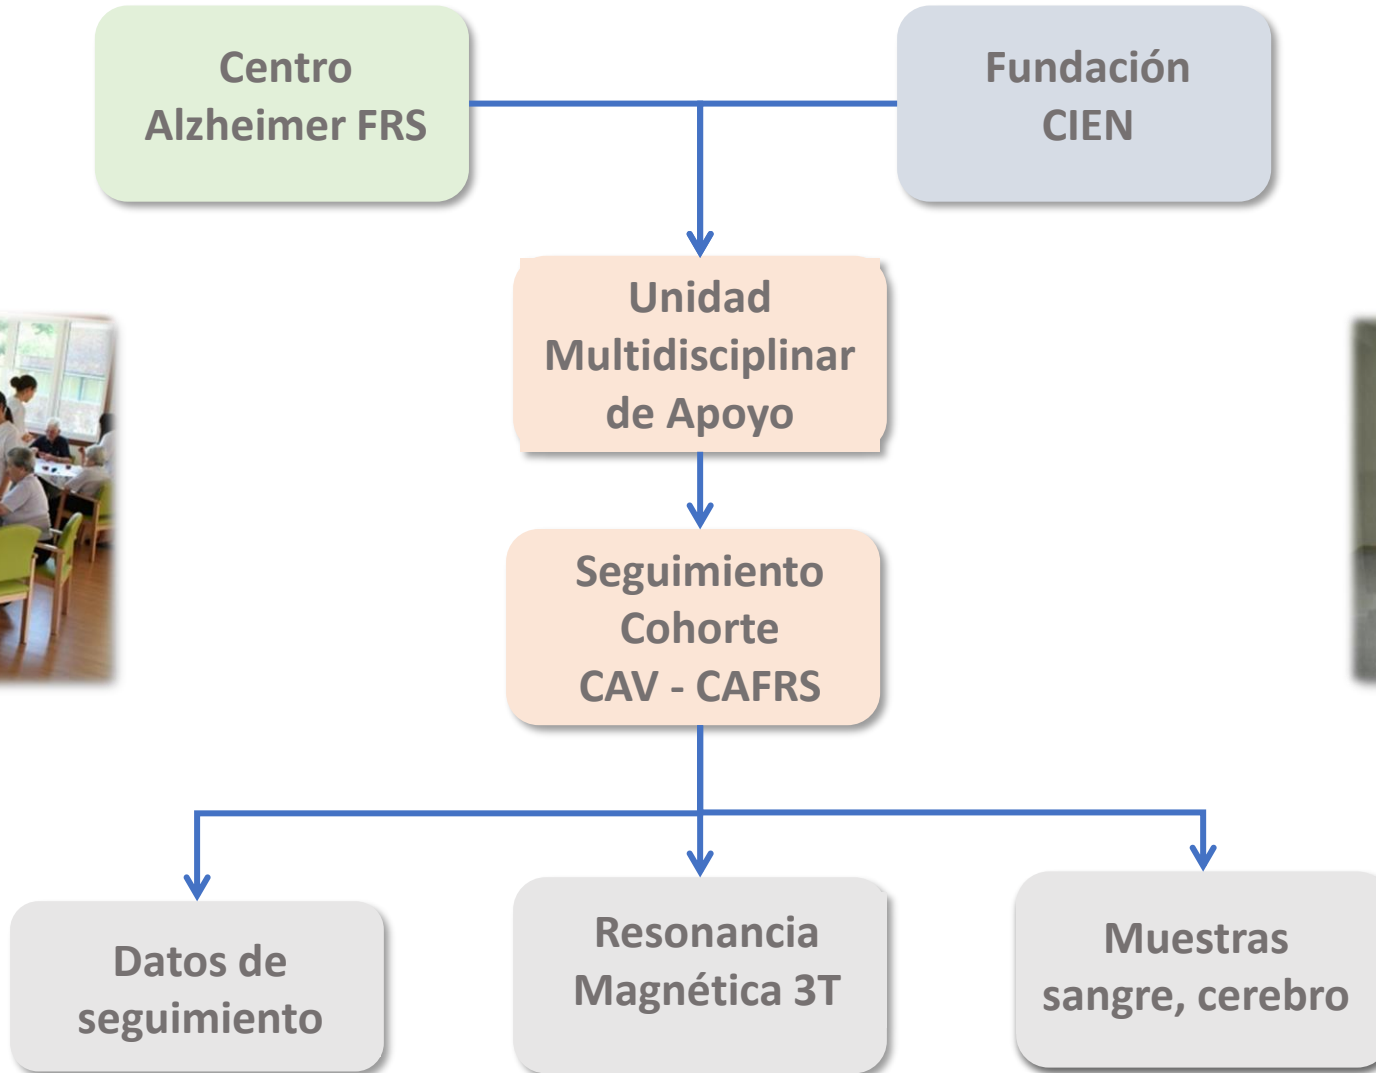 Centro
Alzheimer FRS
Fundación
CIEN
Unidad
Multidisciplinar
de Apoyo
Seguimiento
Cohorte
CAV - CAFRS
Datos de
seguimiento
Resonancia
Magnética 3T
Muestras
sangre, cerebro